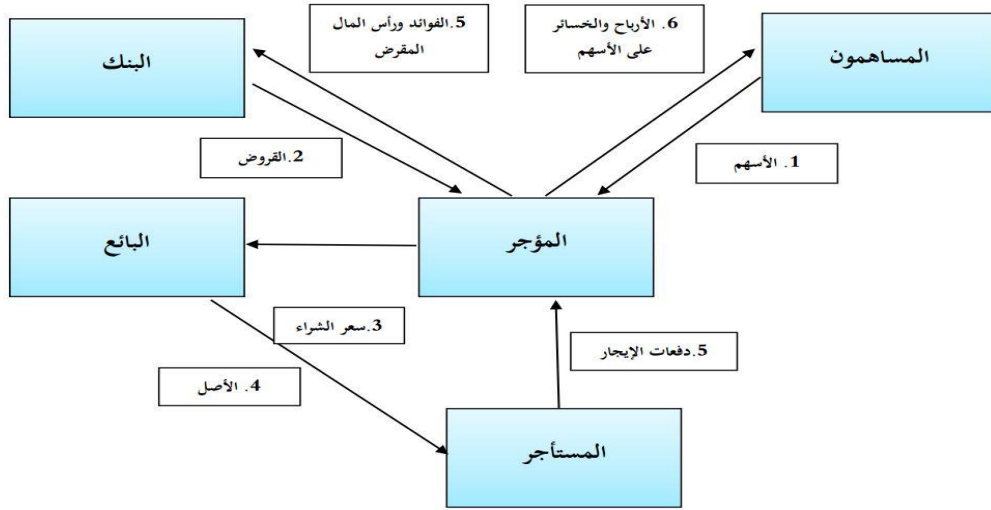 6. الأرباح والخسائر
على الأسهم
5.الفوائد ورأس المال
المقرض
المساهمون
البنك
1. الأسهم
2.القروض
المؤجر
البائع
3.سعر الشراء
5.دفعات الإيجار
4. الأصل
المستأجر